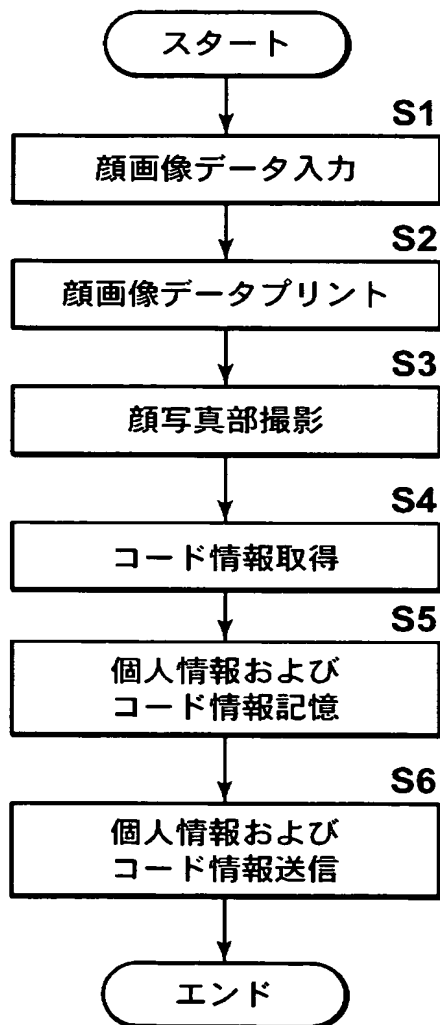 スタート
S1
顔画像データ入力
S2
顔画像データプリント
S3
顔写真部撮影
S4
コード情報取得
S5
個人情報および
コード情報記憶
S6
個人情報および
コード情報送信
エンド